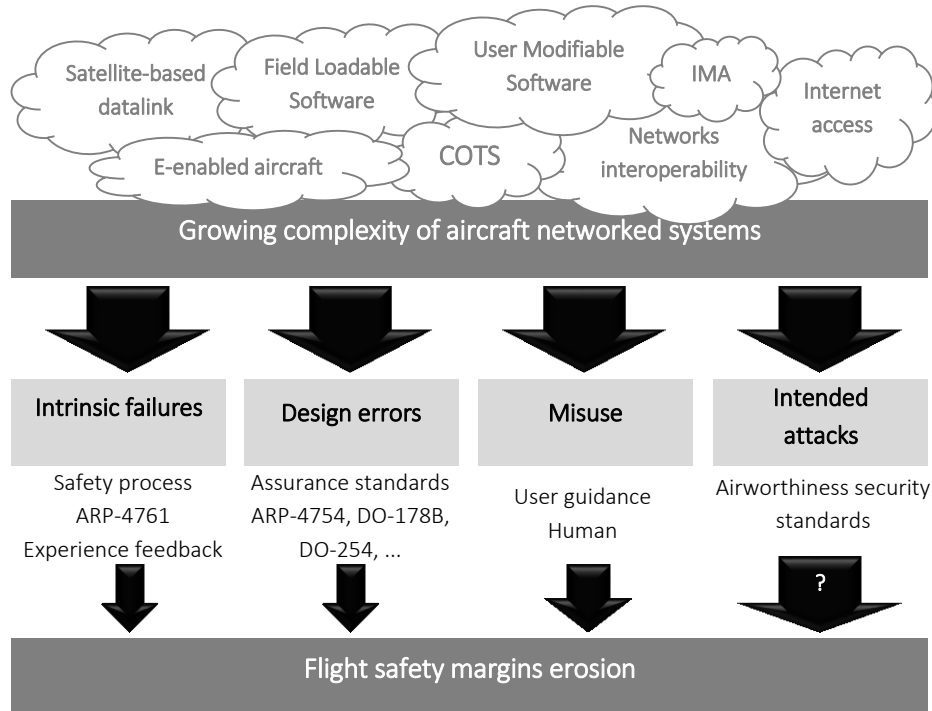 Satellite-based
datalink
Field Loadable
Software
User Modifiable
Software
IMA
Internet
access
E-enabled aircraft
COTS
Networks
interoperability
Growing complexity of aircraft networked systems
Intrinsic failures
Design errors
Misuse
Intended
attacks
Safety process
ARP-4761
Experience feedback
Assurance standards
ARP-4754, DO-178B,
DO-254, ...
User guidance
Human
Airworthiness security
standards
?
Flight safety margins erosion